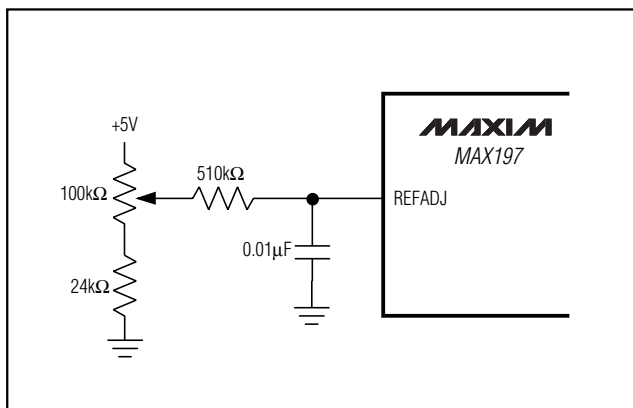 +5V
100kΩ
510kΩ
24kΩ
0.01µF
MAXIM
MAX197
REFADJ